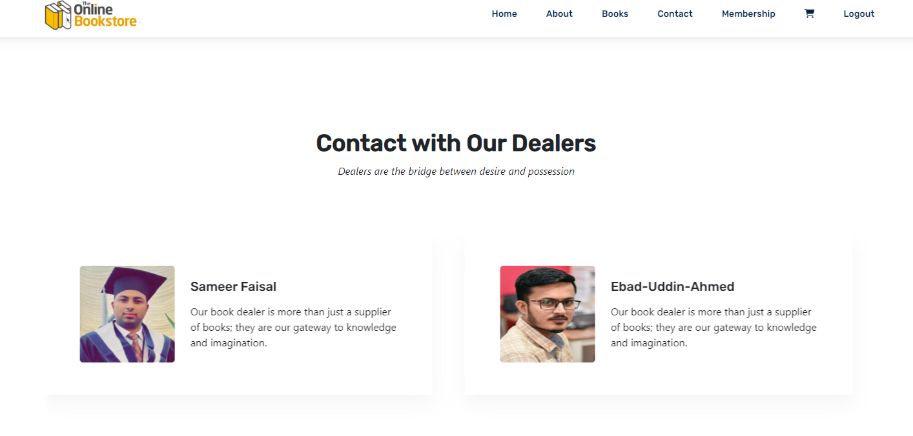 The
Online
Bookstore
Home About Books Contact Membership Logout
Contact with Our Dealers
Dealers are the bridge between desire and possession
Sameer Faisal
Our book dealer is more than just a supplier
of books; they are our gateway to knowledge
and imagination.
Ebad-Uddin-Ahmed
Our book dealer is more than just a supplier
of books; they are our gateway to knowledge
and imagination.